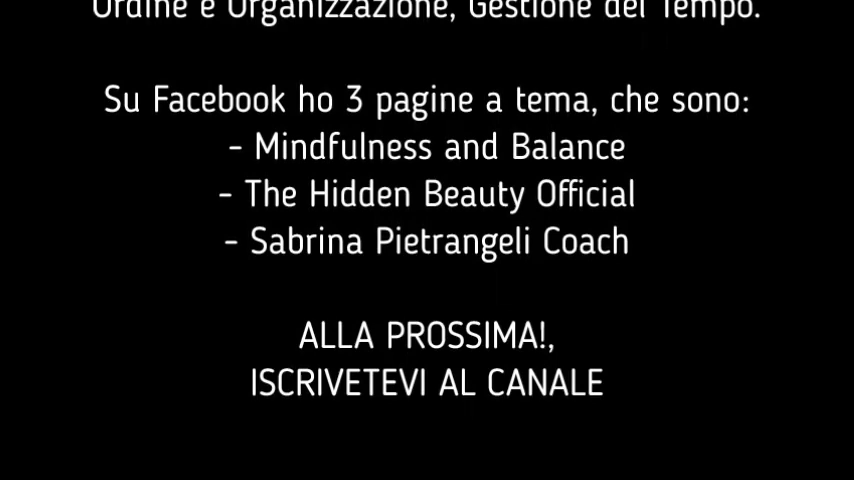 Ordine e Organizzazione, Gestione del Tempo.
Su Facebook ho 3 pagine a tema, che sono:
- Mindfulness and Balance
- The Hidden Beauty Official
- Sabrina Pietrangeli Coach
ALLA PROSSIMA!,
ISCRIVETEVI AL CANALE